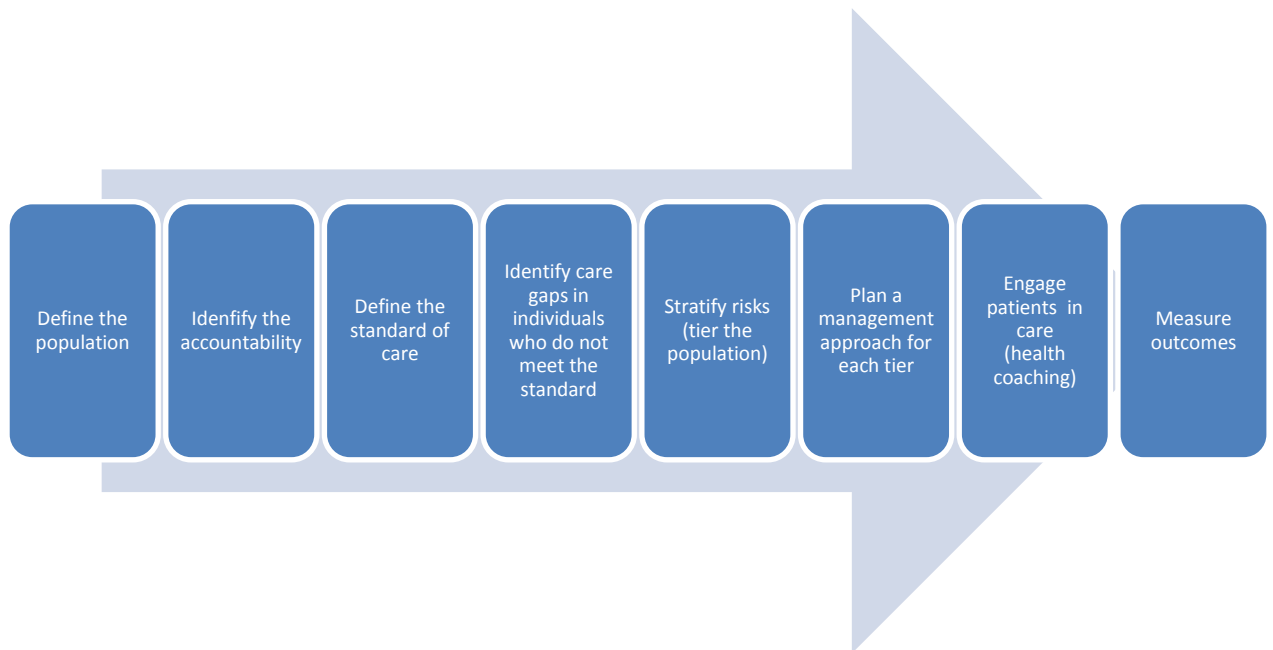 Define the
population
Idenfify the
accountability
Define the
standard of
care
Identify care
gaps in
individuals
who do not
meet the
standard
Stratify risks
(tier the
population)
Plan a
management
approach for
each tier
Engage
patients in
care
(health
coaching)
Measure
outcomes